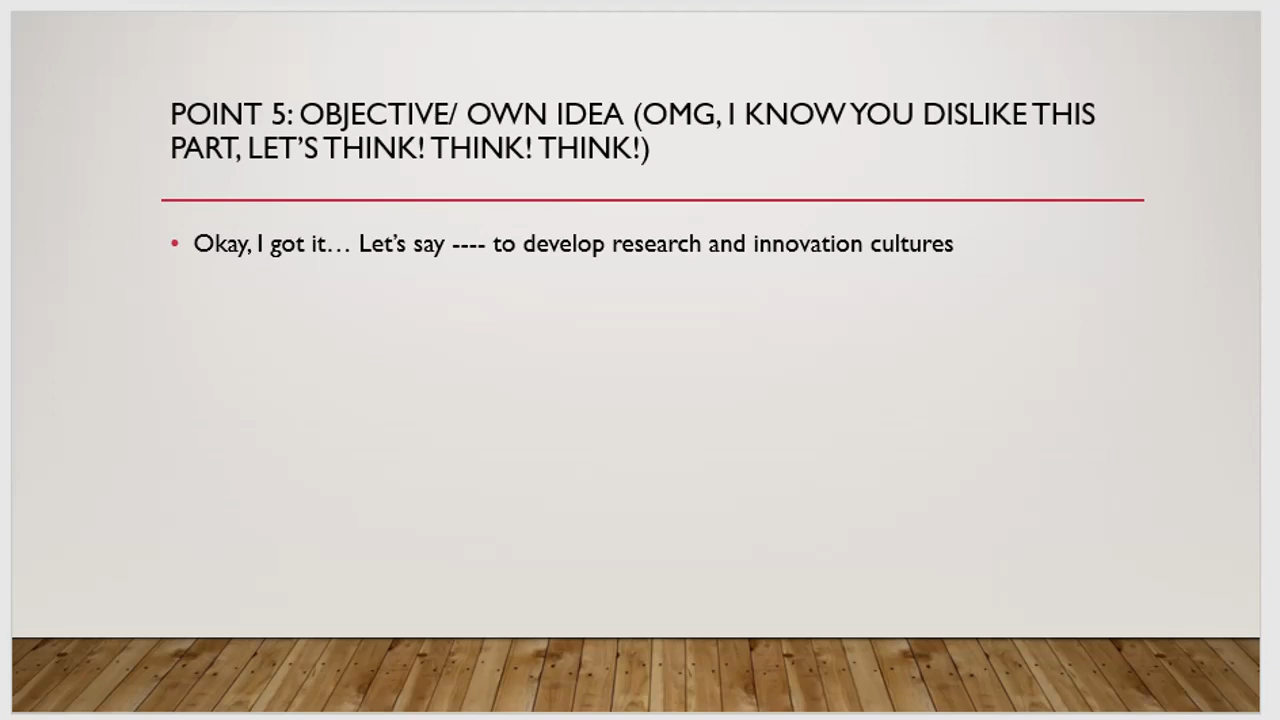 POINT 5: OBJECTIVE/ OWN IDEA (OMG, I KNOW YOU DISLIKE THIS
PART, LET’S THINK! THINK! THINK!)
• Okay, I got it… Let’s say ---- to develop research and innovation cultures